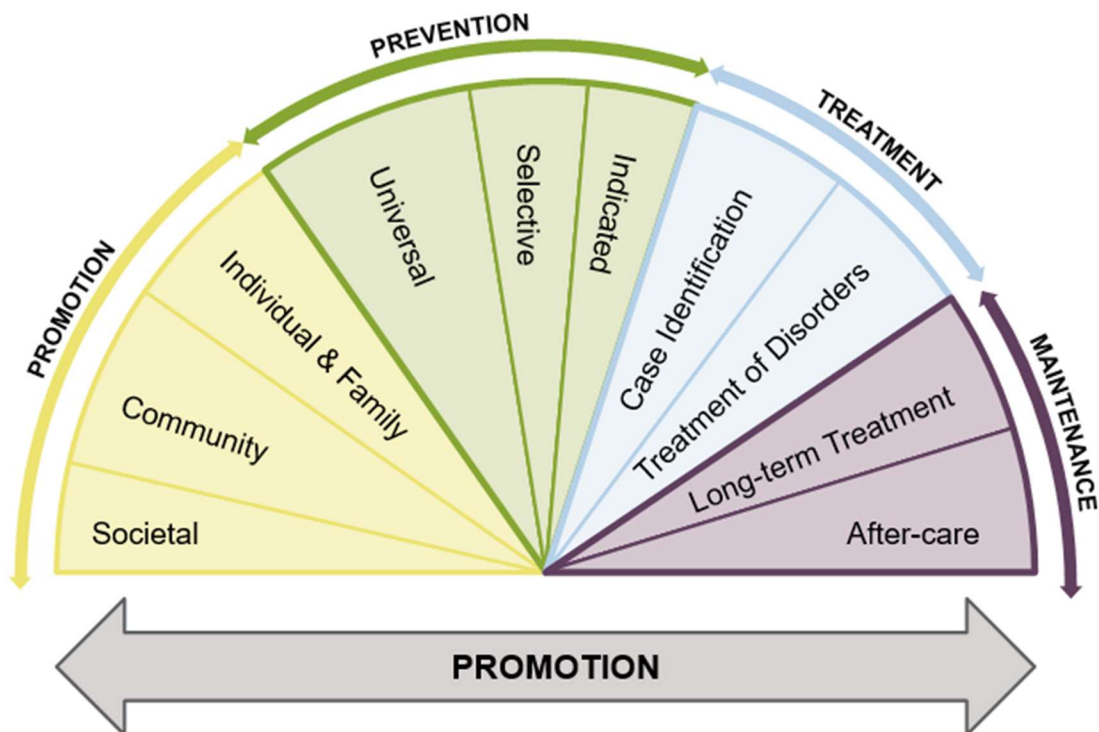 PREVENTION
TREATMENT
PROMOTION
MAINTENANCE
Societal
Community
Individual & Family
Universal
Selective
Indicated
Case Identification
Treatment of Disorders
Long-term Treatment
After-care
PROMOTION